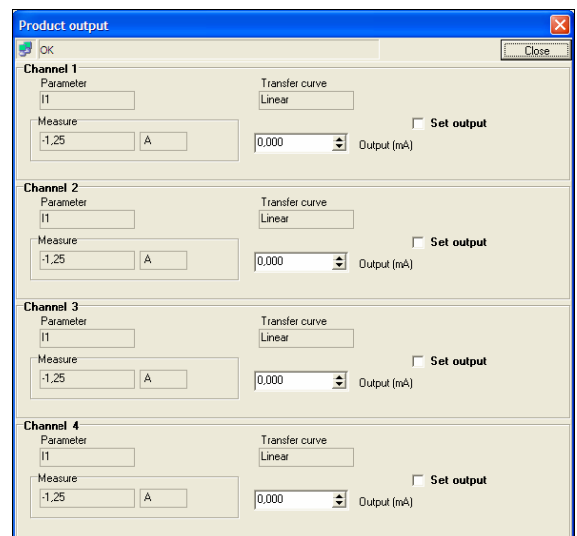 Product output
OK
Close
Channel 1
Parameter
Transfer curve
I1
Linear
Set output
Measure
-1,25
A
0,000
Output (mA)
Channel 2
Parameter
Transfer curve
I1
Linear
Set output
Measure
-1,25
A
0,000
Output (mA)
Channel 3
Parameter
Transfer curve
I1
Linear
Set output
Measure
-1,25
A
0,000
Output (mA)
Channel 4
Parameter
Transfer curve
I1
Linear
Set output
Measure
-1,25
A
0,000
Output (mA)